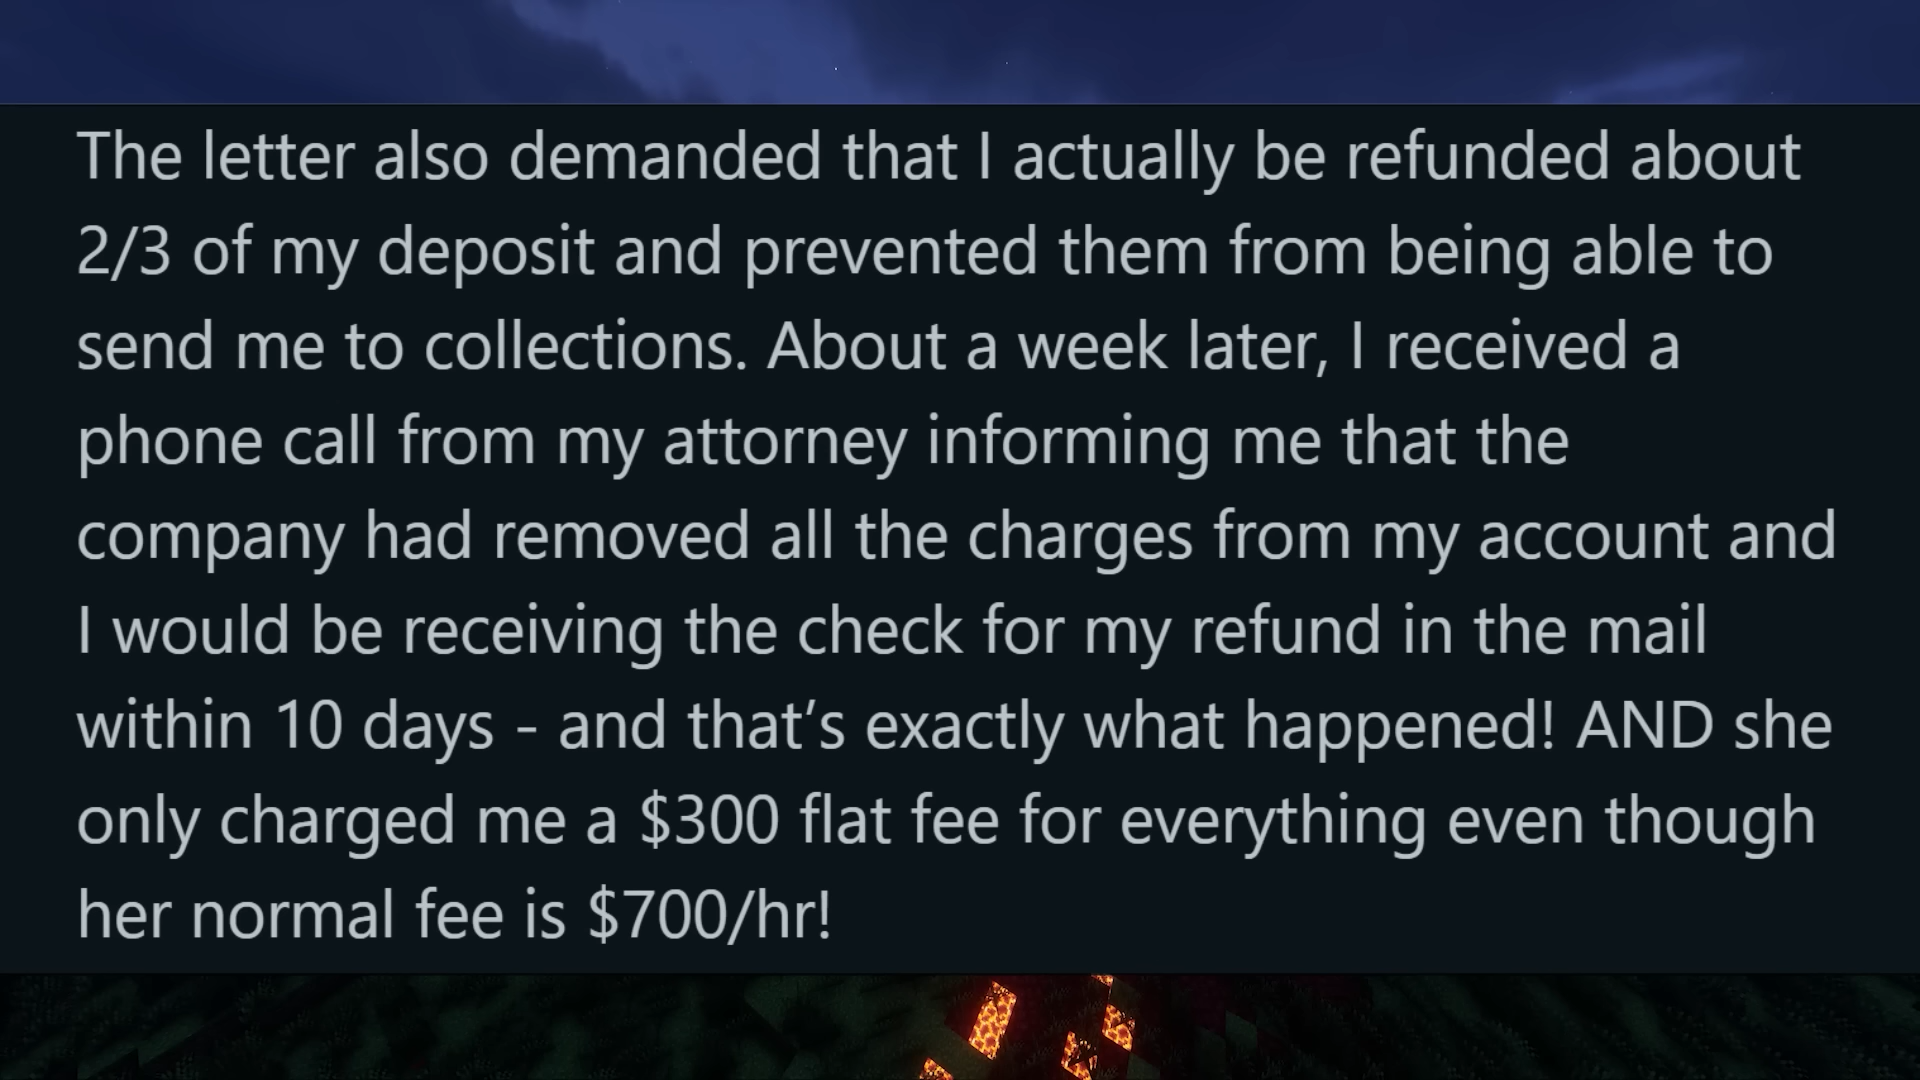 The letter also demanded that I actually be refunded about
2/3 of my deposit and prevented them from being able to
send me to collections. About a week later, I received a
phone call from my attorney informing me that the
company had removed all the charges from my account and
I would be receiving the check for my refund in the mail
within 10 days - and that’s exactly what happened! AND she
only charged me a $300 flat fee for everything even though
her normal fee is $700/hr!